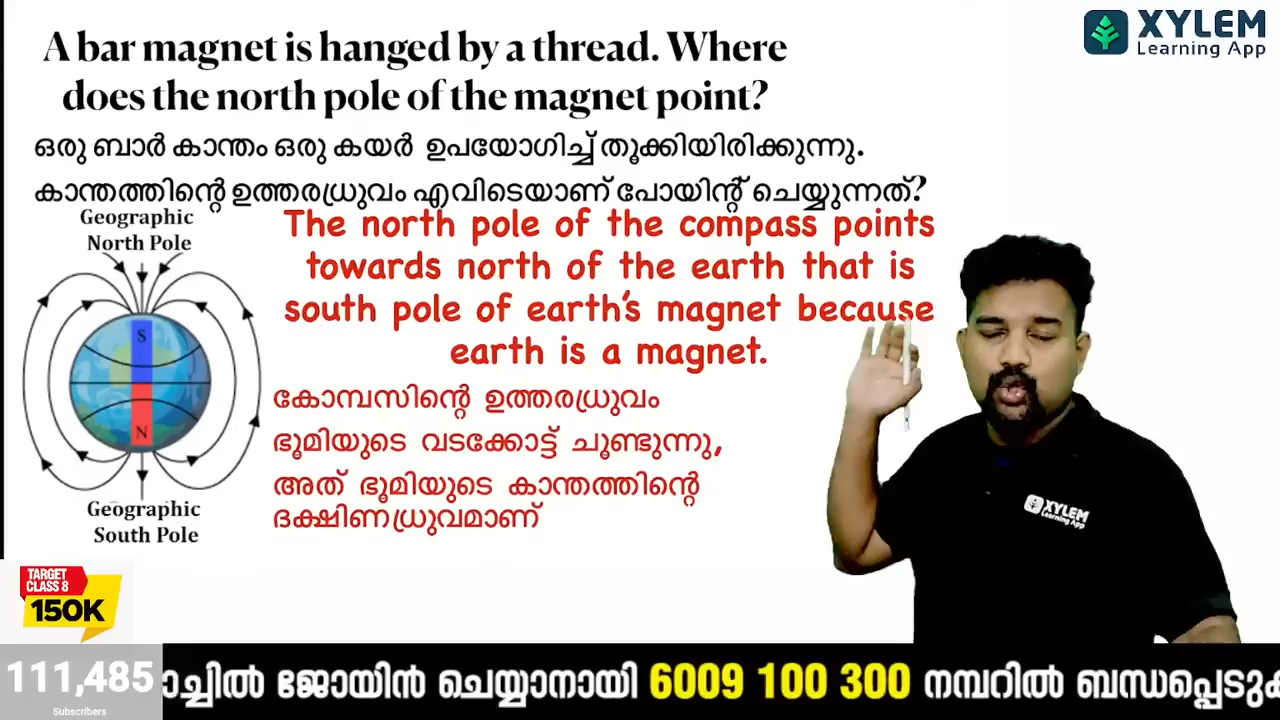 A bar magnet is hanged by a thread. Where
does the north pole of the magnet point?
ഒരു ബാർ കാന്തം ഒരു കയർ ഉപയോഗിച്ച് തൂക്കിയിരിക്കുന്നു.
കാന്തത്തിന്റെ ഉത്തരധ്രുവം എവിടെയാണ് പോയിന്റ് ചെയ്യുന്നത്?
XYLEM
Learning App
Geographic
North Pole
S
N
Geographic
South Pole
The north pole of the compass points
towards north of the earth that is
south pole of earth's magnet because
earth is a magnet.
കോമ്പസിന്റെ ഉത്തരധ്രുവം
ഭൂമിയുടെ വടക്കോട്ട് ചൂണ്ടുന്നു,
അത് ഭൂമിയുടെ കാന്തത്തിന്റെ
ദക്ഷിണധ്രുവമാണ്
XYLEM
Learning App
TARGET
CLASS 8
150K
111,485
Subscribers
ജോയിൻ ചെയ്യാനായി 6009 100 300 നമ്പറിൽ